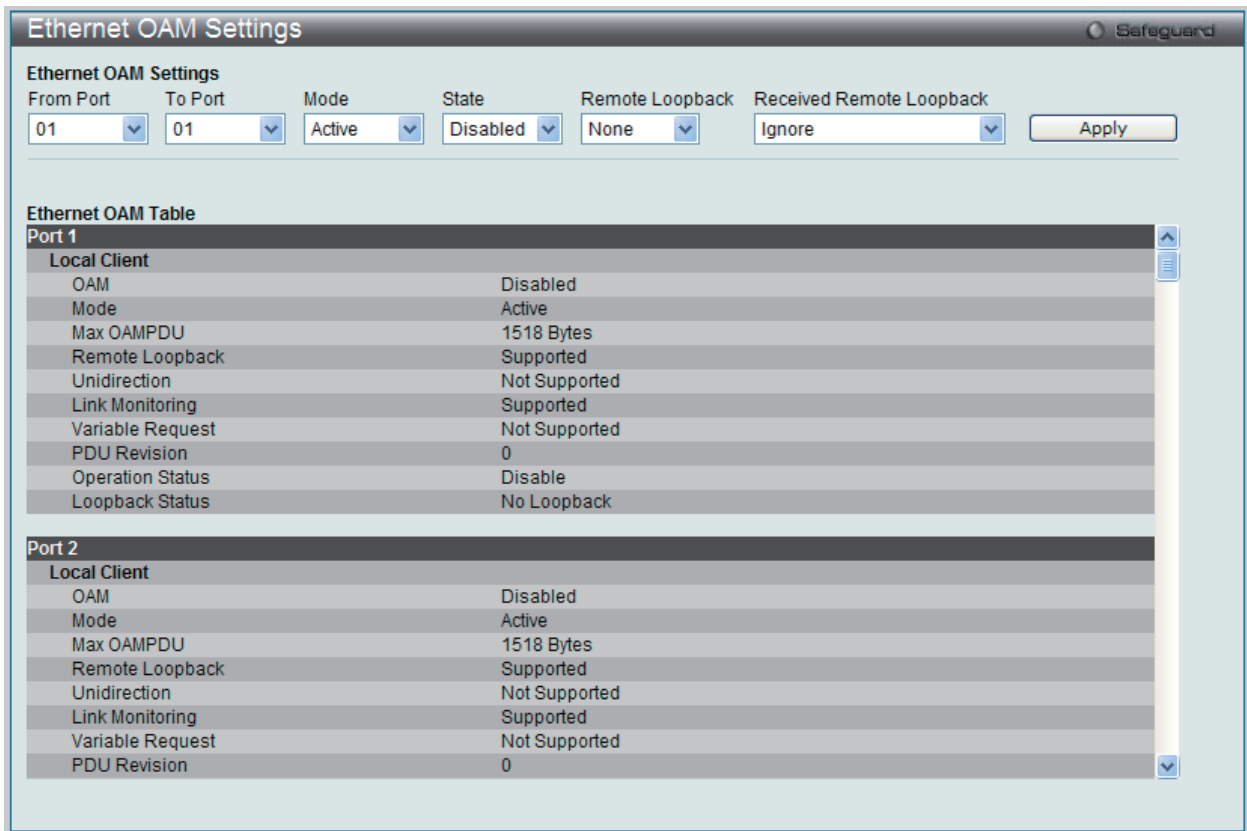 Ethernet OAM Settings
Safeguard
Ethernet OAM Settings
From Port To Port Mode State Remote Loopback Received Remote Loopback
01 01 Active Disabled None Ignore Apply
Ethernet OAM Table
Port 1
Local Client
OAM Disabled
Mode Active
Max OAMPDU 1518 Bytes
Remote Loopback Supported
Unidirection Not Supported
Link Monitoring Supported
Variable Request Not Supported
PDU Revision 0
Operation Status Disable
Loopback Status No Loopback
Port 2
Local Client
OAM Disabled
Mode Active
Max OAMPDU 1518 Bytes
Remote Loopback Supported
Unidirection Not Supported
Link Monitoring Supported
Variable Request Not Supported
PDU Revision 0